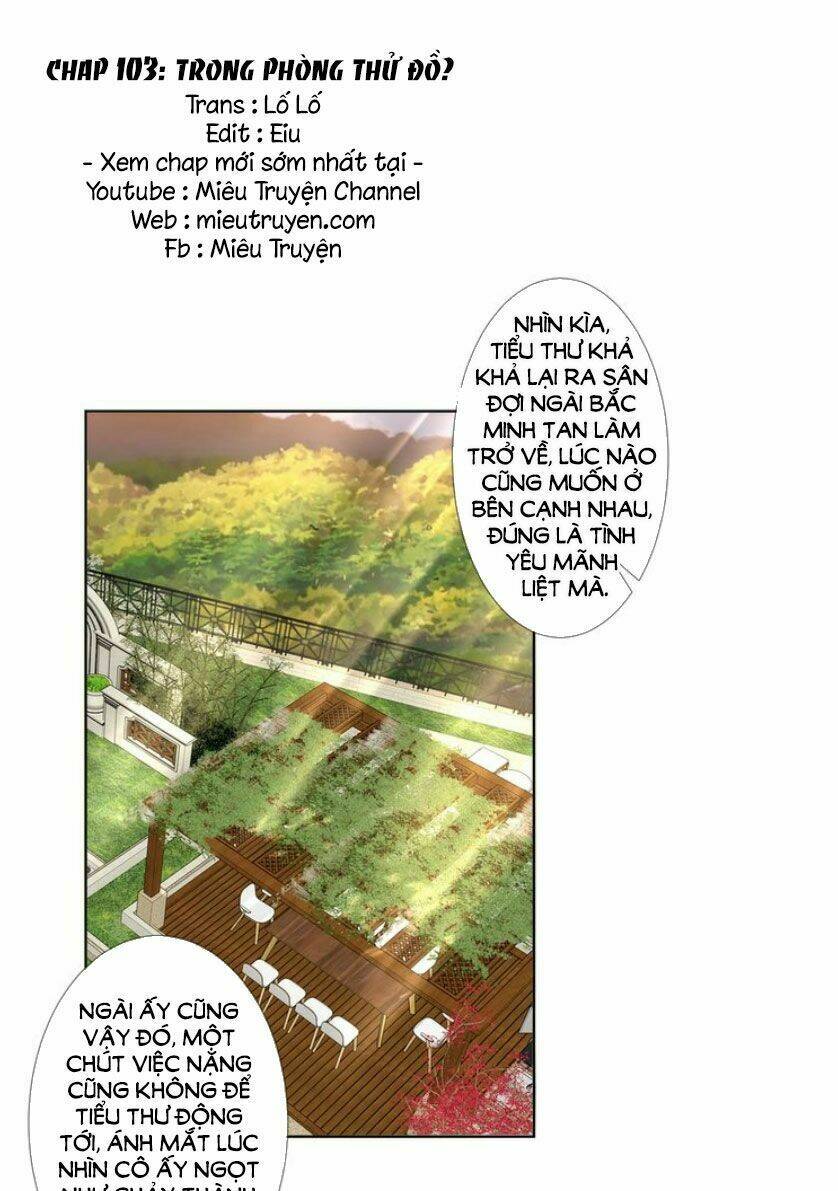 CHAP 103: TRONG PHÒNG THỬ ĐỒ?
Trans : Lố Lố
Edit : Eiu
- Xem chap mới sớm nhất tại -
Youtube : Miêu Truyện Channel
Web : mieutruyen.com
Fb : Miêu Truyện
NHÌN KÌA,
TIỂU THƯ KHẢ
KHẢ LẠI RA SÂN
ĐỢI NGÀI BẮC
MINH TAN LÀM
TRỞ VỀ, LÚC NÀO
CŨNG MUỐN Ở
BÊN CẠNH NHAU,
ĐÚNG LÀ TÌNH
YÊU MÃNH
LIỆT MÀ.
NGÀI ẤY CŨNG
VẬY ĐÓ, MỘT
CHÚT VIỆC NẶNG
CŨNG KHÔNG ĐỂ
TIỂU THƯ ĐỘNG
TỚI, ÁNH MẮT LÚC
NHÌN CÔ ẤY NGỌT